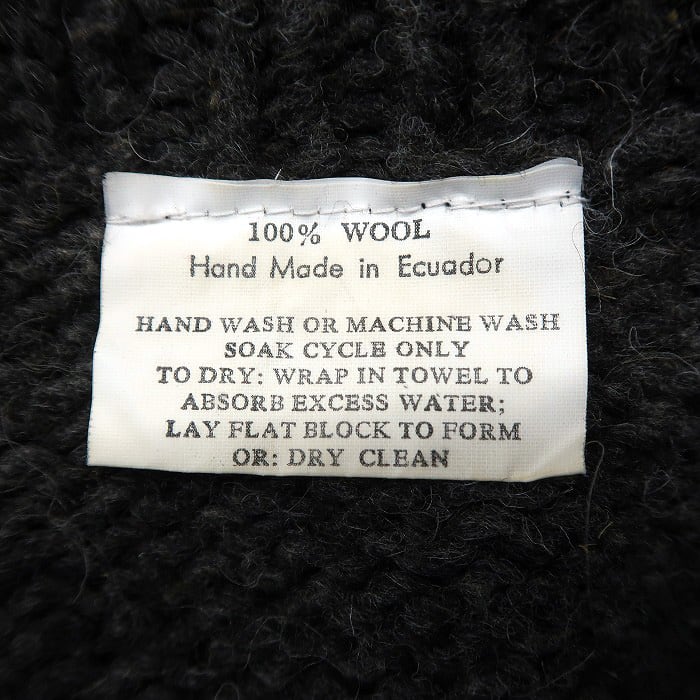 100% WOOL
Hand Made in Ecuador
HAND WASH OR MACHINE WASH
SOAK CYCLE ONLY
TO DRY: WRAP IN TOWEL TO
ABSORB EXCESS WATER;
LAY FLAT BLOCK TO FORM
OR: DRY CLEAN